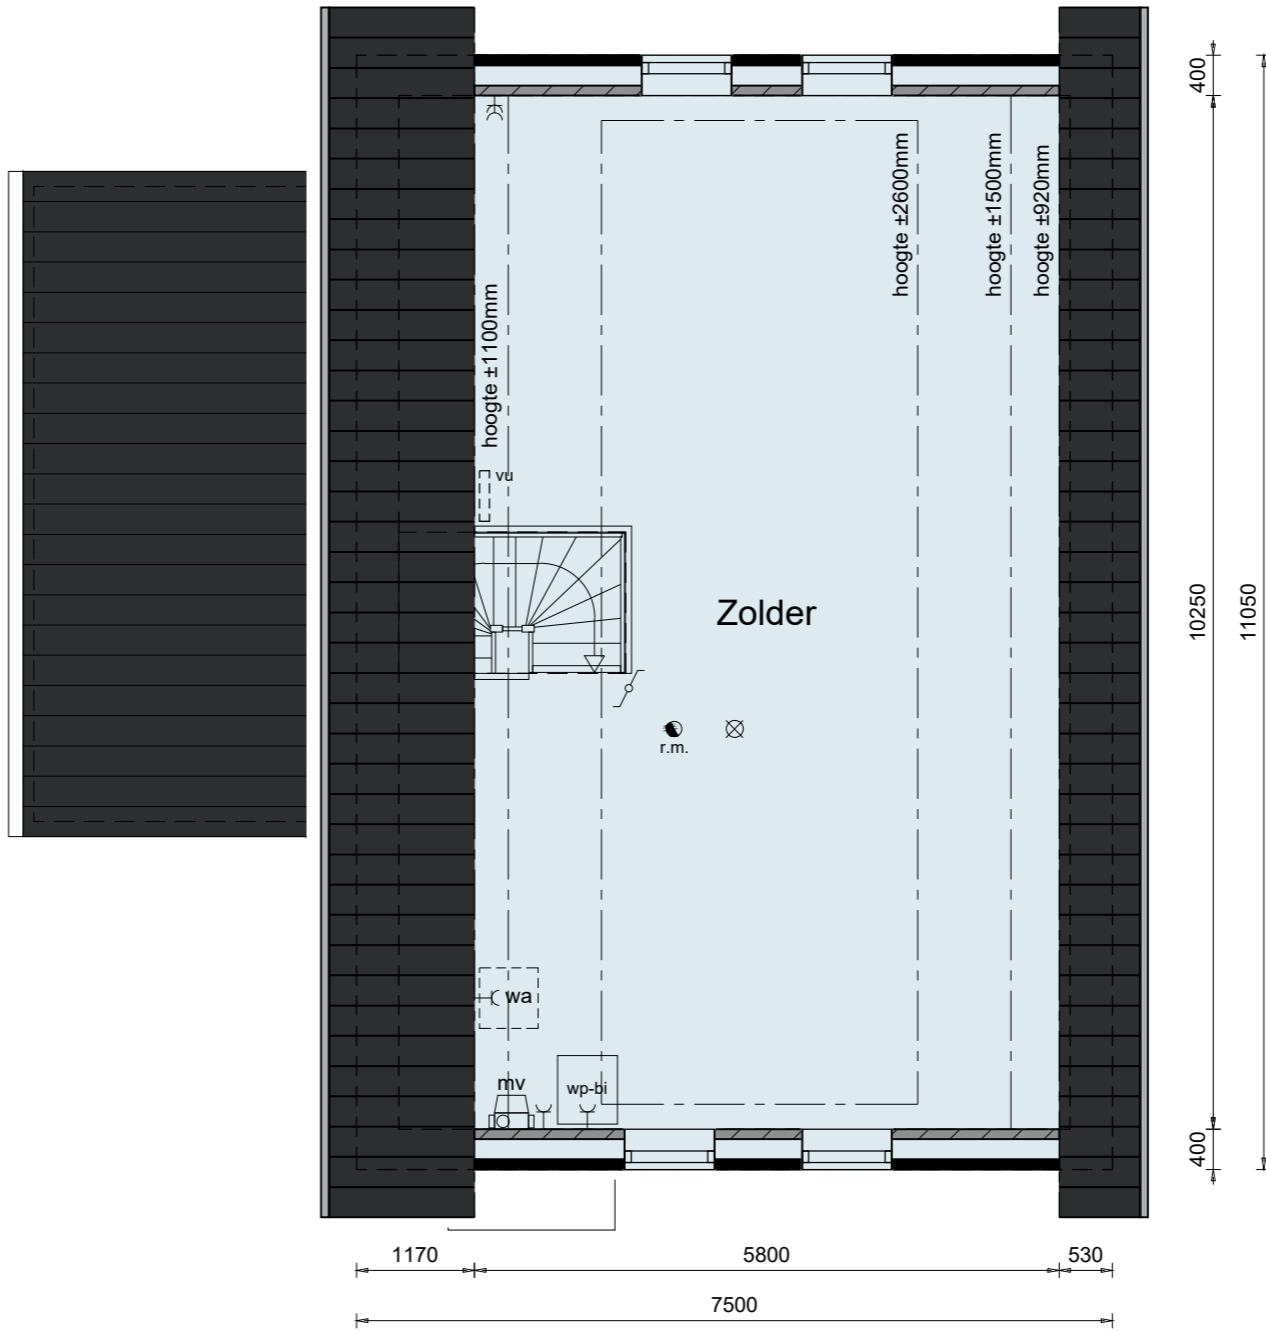 400
hoogte ±2600mm
hoogte ±1500mm
hoogte ±920mm
hoogte ±1100mm
vu
Zolder
10250
11050
r.m.
wa
mv
wp-bi
400
1170
5800
530
7500